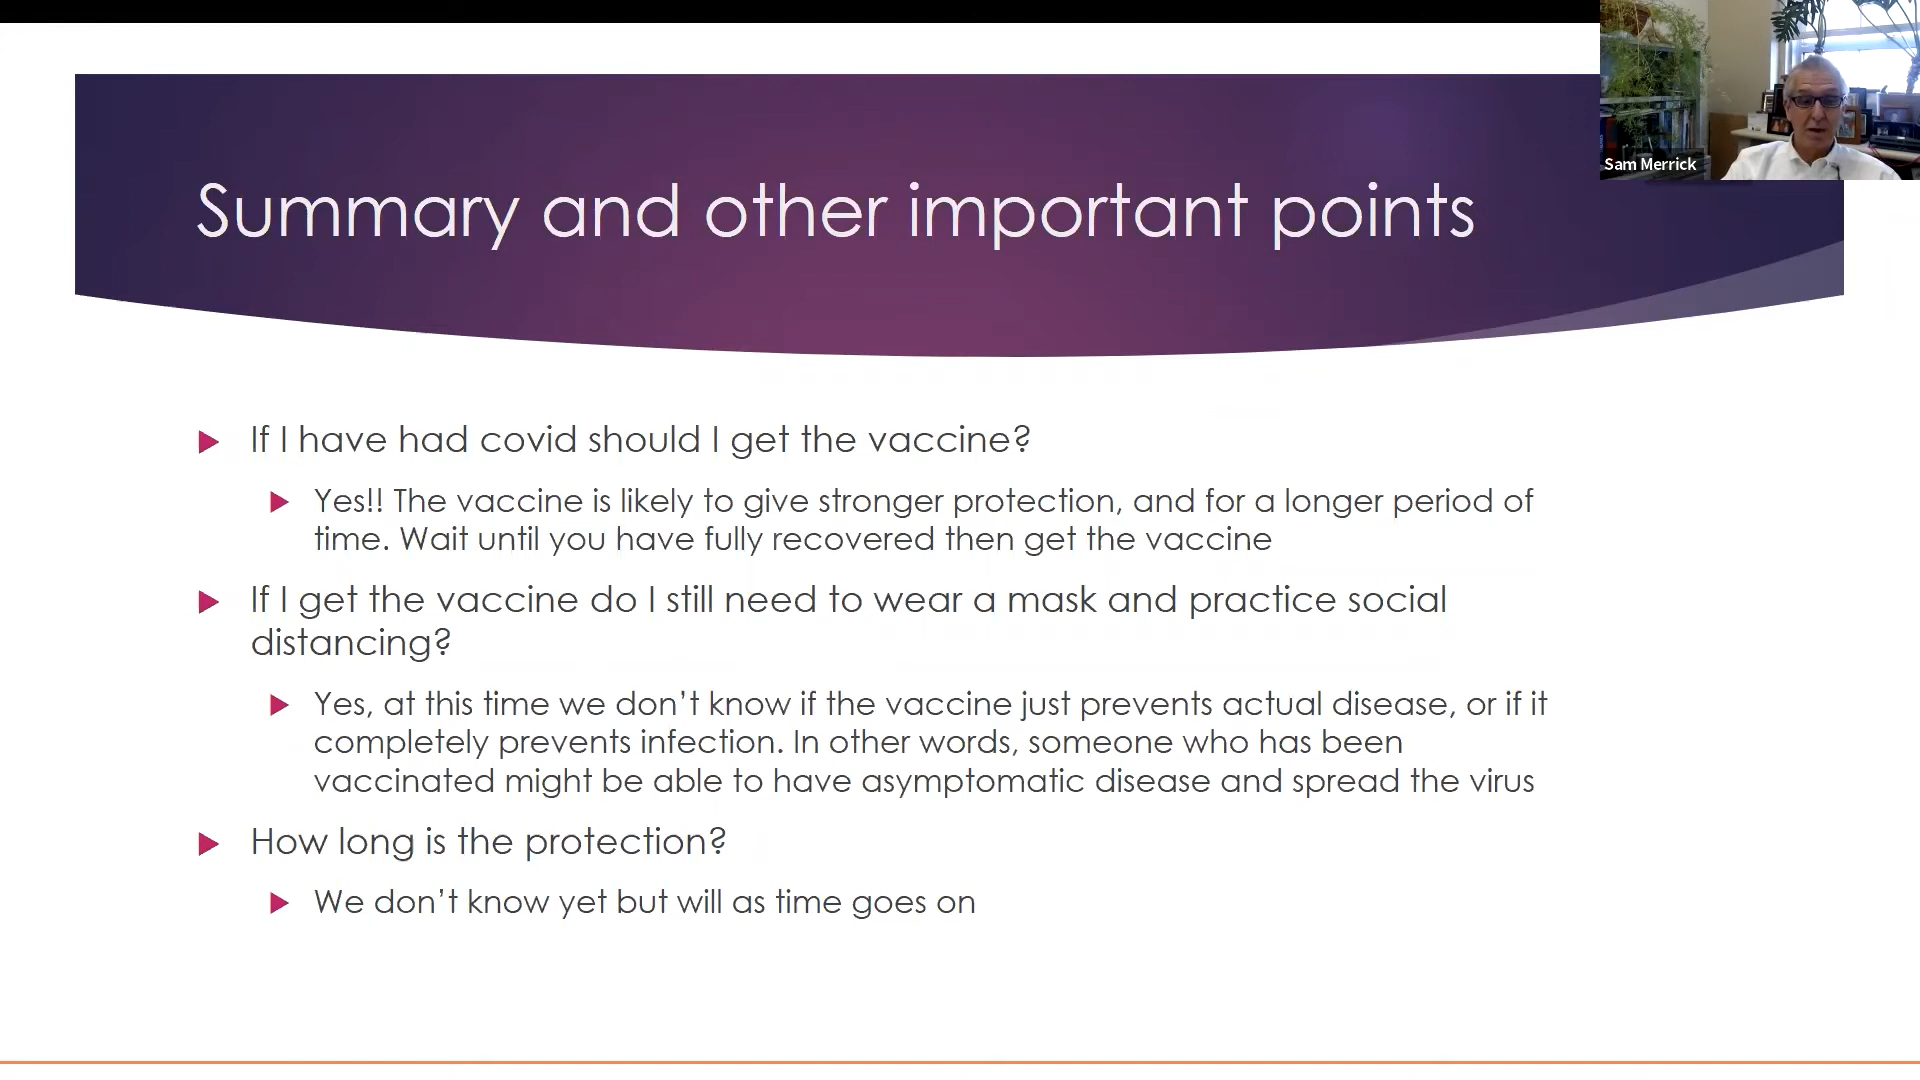 Sam Merrick
Summary and other important points
If I have had covid should I get the vaccine?
Yes!! The vaccine is likely to give stronger protection, and for a longer period of
time. Wait until you have fully recovered then get the vaccine
If I get the vaccine do I still need to wear a mask and practice social
distancing?
Yes, at this time we don’t know if the vaccine just prevents actual disease, or if it
completely prevents infection. In other words, someone who has been
vaccinated might be able to have asymptomatic disease and spread the virus
How long is the protection?
We don’t know yet but will as time goes on